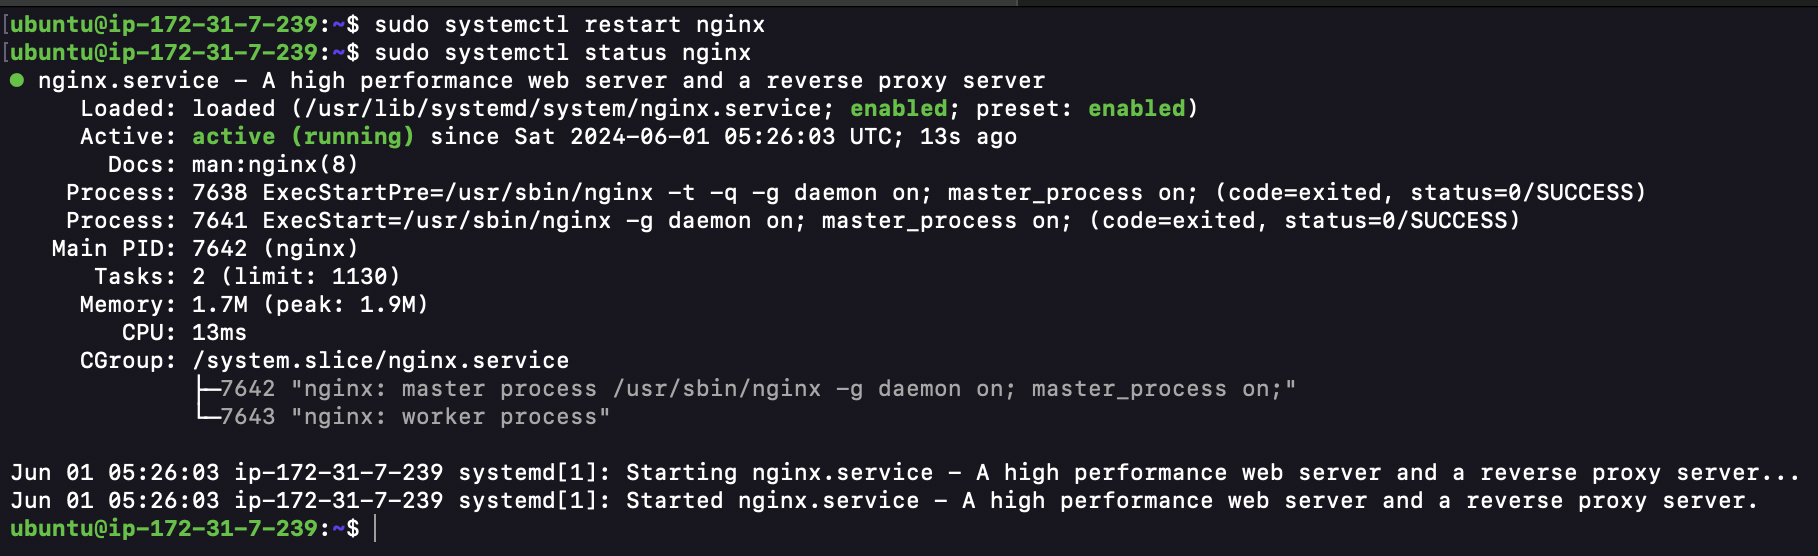 [ubuntu@ip-172-31-7-239:~$ sudo systemctl restart nginx
[ubuntu@ip-172-31-7-239:~$ sudo systemctl status nginx
● nginx.service - A high performance web server and a reverse proxy server
     Loaded: loaded (/usr/lib/systemd/system/nginx.service; enabled; preset: enabled)
     Active: active (running) since Sat 2024-06-01 05:26:03 UTC; 13s ago
       Docs: man:nginx(8)
    Process: 7638 ExecStartPre=/usr/sbin/nginx -t -q -g daemon on; master_process on; (code=exited, status=0/SUCCESS)
    Process: 7641 ExecStart=/usr/sbin/nginx -g daemon on; master_process on; (code=exited, status=0/SUCCESS)
   Main PID: 7642 (nginx)
      Tasks: 2 (limit: 1130)
     Memory: 1.7M (peak: 1.9M)
        CPU: 13ms
     CGroup: /system.slice/nginx.service
             ├─7642 "nginx: master process /usr/sbin/nginx -g daemon on; master_process on;"
             └─7643 "nginx: worker process"

Jun 01 05:26:03 ip-172-31-7-239 systemd[1]: Starting nginx.service - A high performance web server and a reverse proxy server...
Jun 01 05:26:03 ip-172-31-7-239 systemd[1]: Started nginx.service - A high performance web server and a reverse proxy server.
ubuntu@ip-172-31-7-239:~$